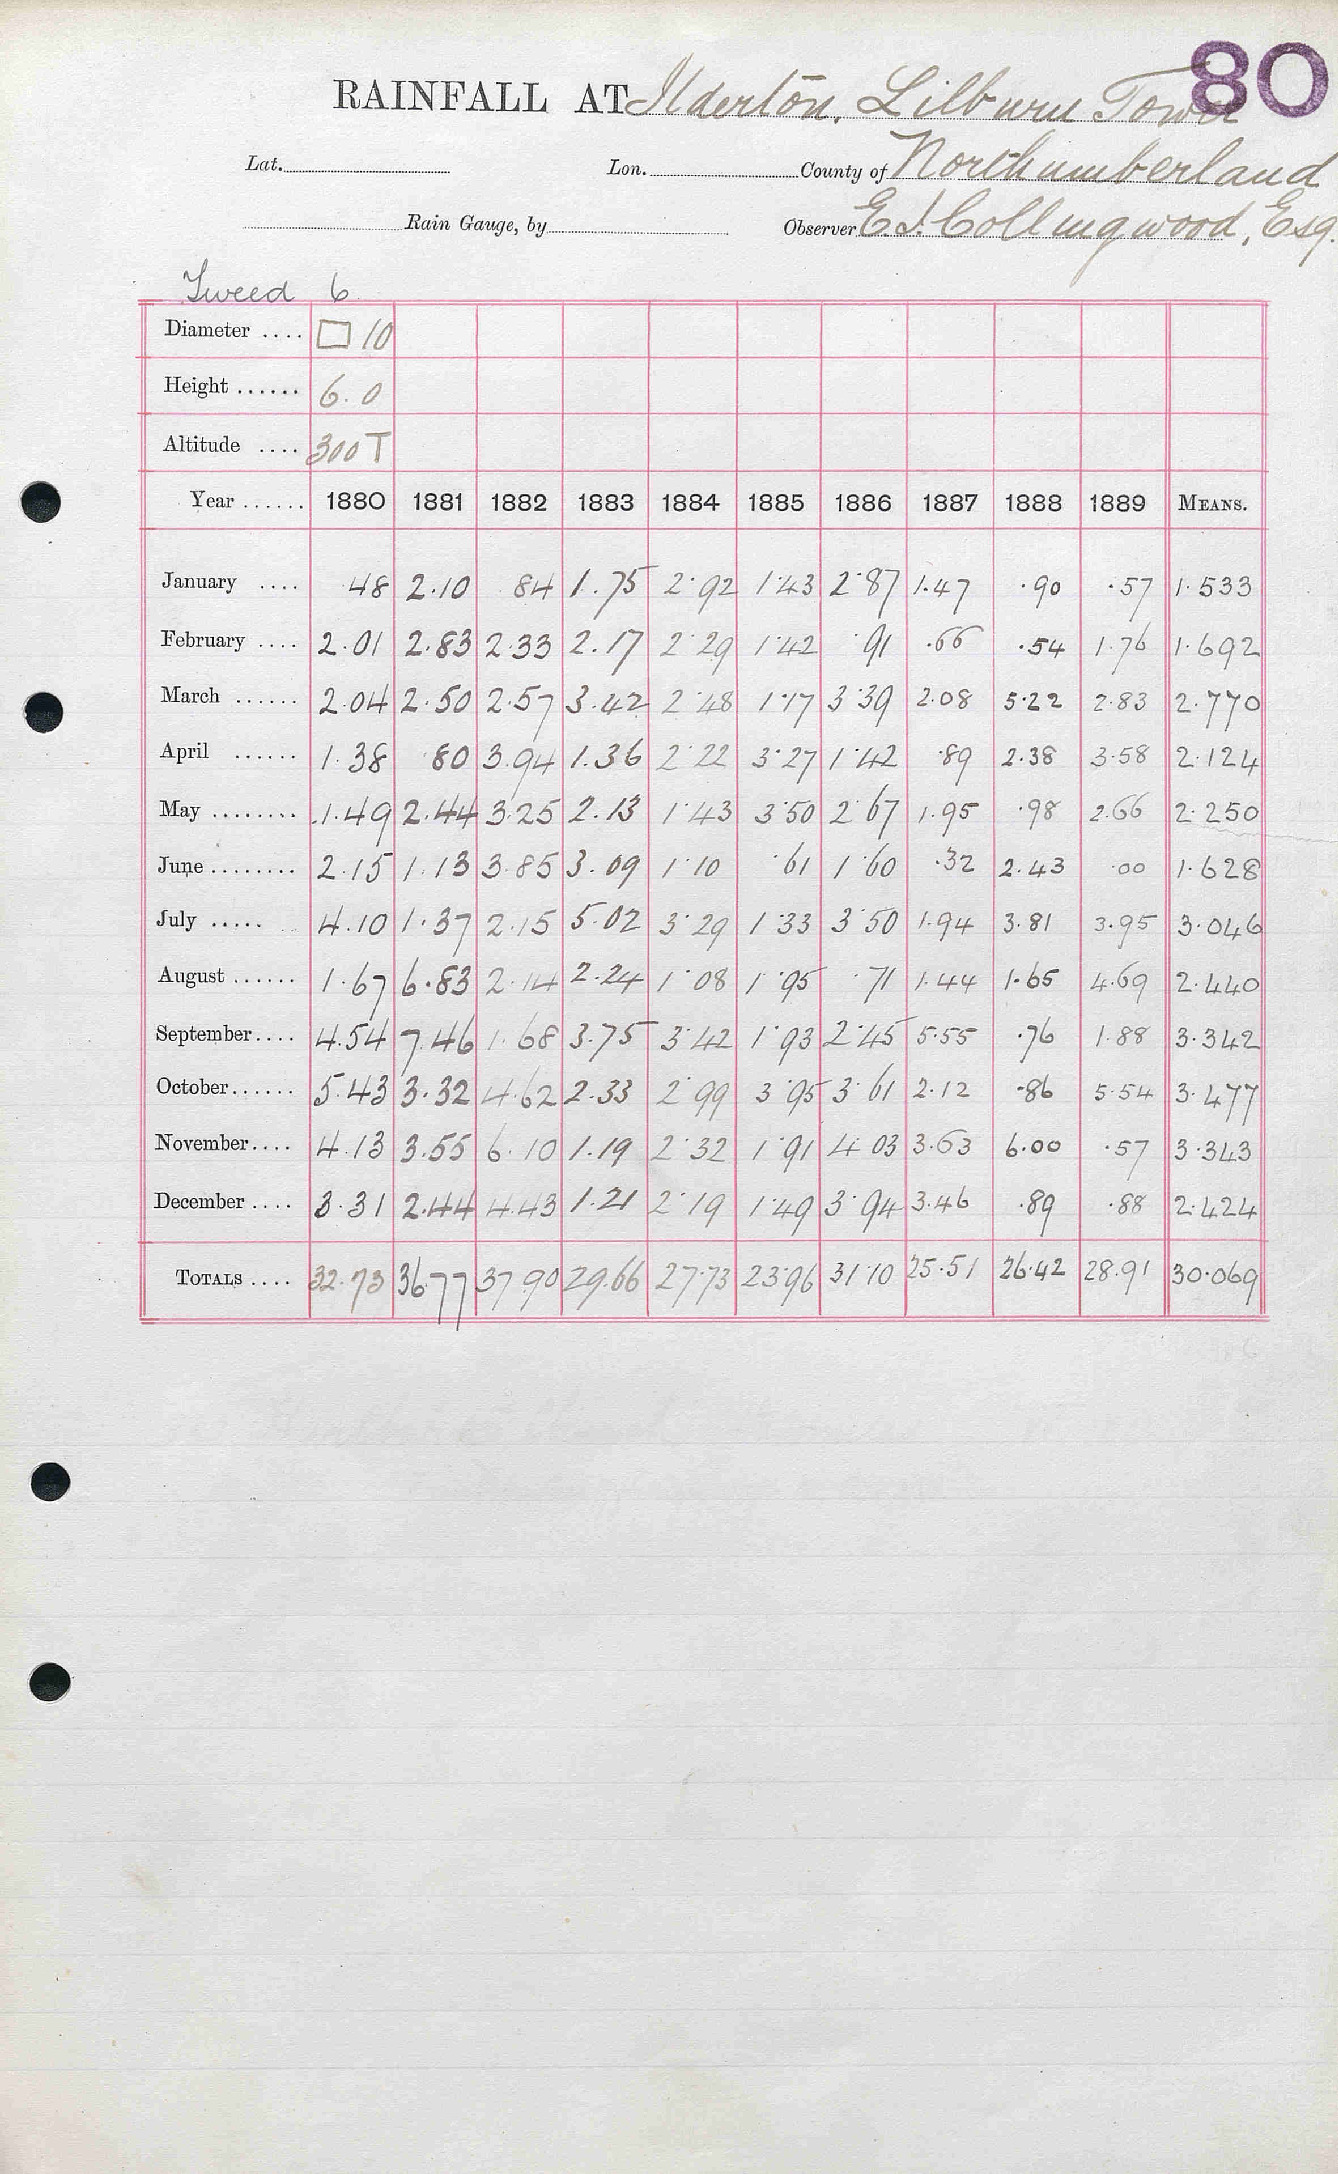 80
RAINFALL AT Ilderton, Lilburn Tower
Lat. Lon. County of Northumberland
Rain Gauge, by Observer E. J. Collingwood, Esq.
Tweed 6
Diameter .... □ 10
Height ...... 6.0
Altitude .... 300 T
Year ...... 1880 1881 1882 1883 1884 1885 1886 1887 1888 1889 MEANS.
January .... .48 2.10 .84 1.75 2.92 1.43 2.87 1.47 .90 .57 1.533
February .... 2.01 2.83 2.33 2.17 2.29 1.42 .91 .66 .54 1.76 1.692
March ...... 2.04 2.50 2.57 3.42 2.48 1.17 3.39 2.08 5.22 2.83 2.770
April ...... 1.38 .80 3.94 1.36 2.22 3.27 1.42 .89 2.38 3.58 2.124
May ........ 1.49 2.44 3.25 2.13 1.43 3.50 2.67 1.95 .98 2.66 2.250
June ........ 2.15 1.13 3.85 3.09 1.10 .61 1.60 .32 2.43 .00 1.628
July ..... 4.10 1.37 2.15 5.02 3.29 1.33 3.50 1.94 3.81 3.95 3.046
August ...... 1.67 6.83 2.14 2.24 1.08 1.95 .71 1.44 1.65 4.69 2.440
September.... 4.54 7.46 1.68 3.75 3.42 1.93 2.45 5.55 .76 1.88 3.342
October...... 5.43 3.32 4.62 2.33 2.99 3.95 3.61 2.12 .86 5.54 3.477
November.... 4.13 3.55 6.10 1.19 2.32 1.91 4.03 3.63 6.00 .57 3.343
December .... 3.31 2.44 4.43 1.21 2.19 1.49 3.94 3.46 .89 .88 2.424
TOTALS .... 32.73 36.77 37.90 29.66 27.73 23.96 31.10 25.51 26.42 28.91 30.069